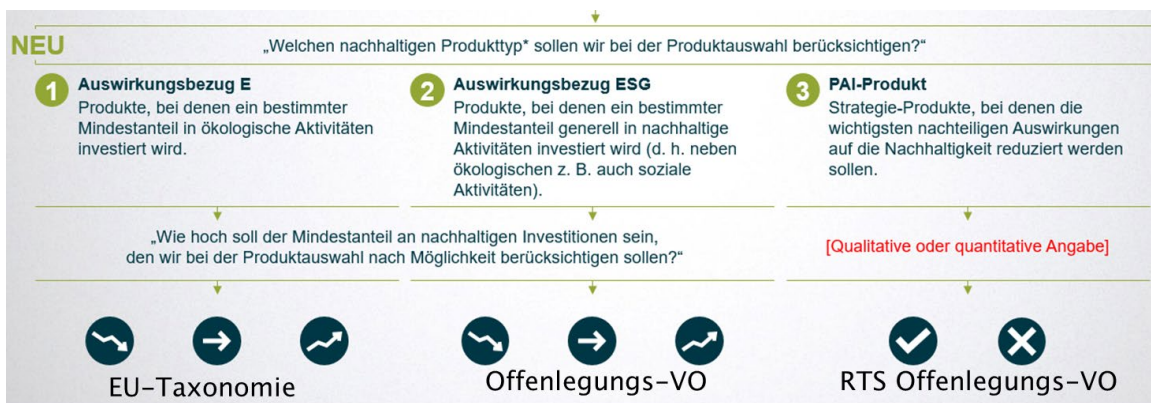 NEU
„Welchen nachhaltigen Produkttyp* sollen wir bei der Produktauswahl berücksichtigen?“
1
Auswirkungsbezug E
Produkte, bei denen ein bestimmter
Mindestanteil in ökologische Aktivitäten
investiert wird.
2
Auswirkungsbezug ESG
Produkte, bei denen ein bestimmter
Mindestanteil generell in nachhaltige
Aktivitäten investiert wird (d. h. neben
ökologischen z. B. auch soziale
Aktivitäten).
3
PAI-Produkt
Strategie-Produkte, bei denen die
wichtigsten nachteiligen Auswirkungen
auf die Nachhaltigkeit reduziert werden
sollen.
„Wie hoch soll der Mindestanteil an nachhaltigen Investitionen sein,
den wir bei der Produktauswahl nach Möglichkeit berücksichtigen sollen?“
[Qualitative oder quantitative Angabe]
EU-Taxonomie
Offenlegungs-VO
RTS Offenlegungs-VO